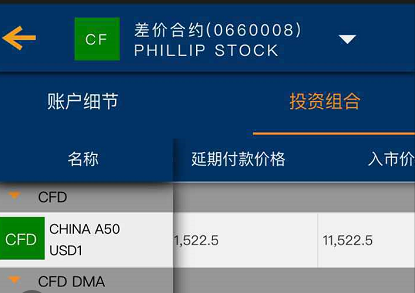 CF
差价合约(0660008)
PHILLIP STOCK
账户细节
投资组合
名称
延期付款价格
入市价
CFD
CFD
CHINA A50
USD1
1,522.5
11,522.5
CFD DMA